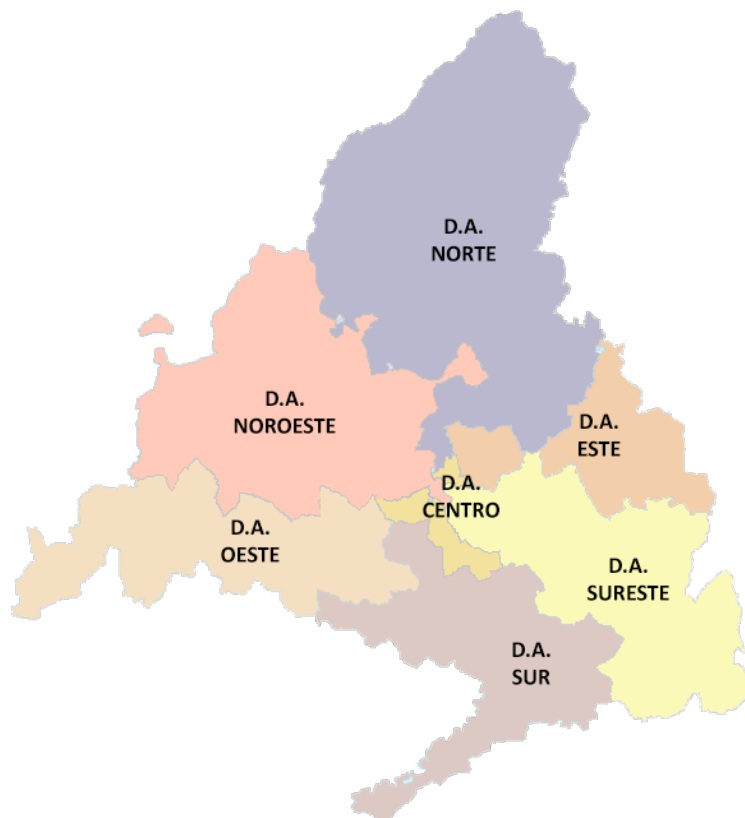 D.A.
NORTE
D.A.
NOROESTE
D.A.
ESTE
D.A.
CENTRO
D.A.
OESTE
D.A.
SURESTE
D.A.
SUR